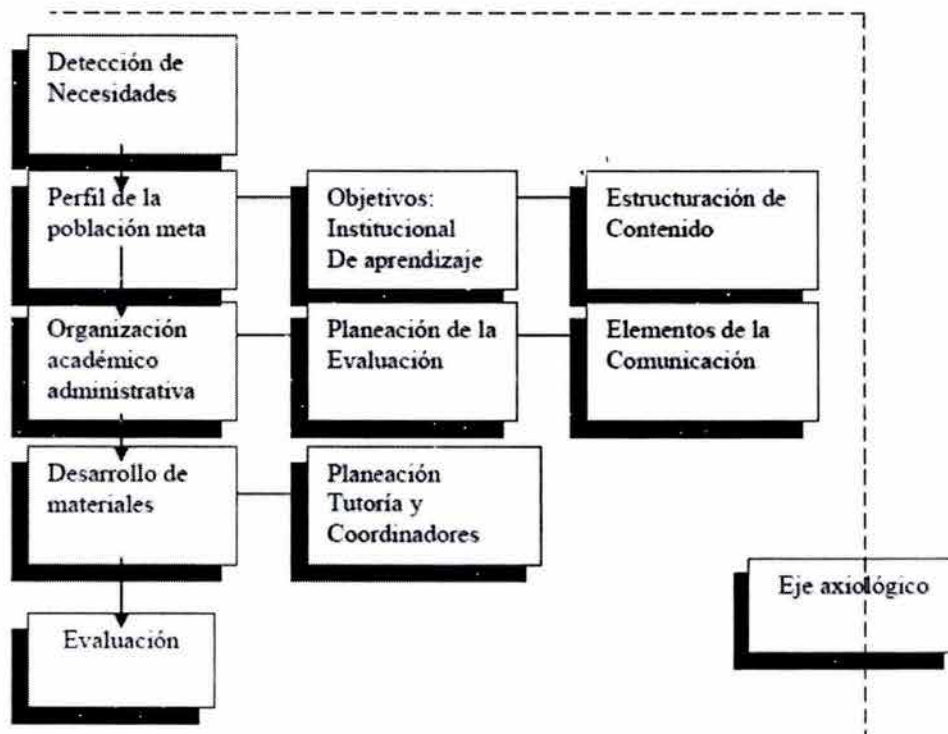 Detección de
Necesidades
Perfil de la
población meta
Objetivos:
Institucional
De aprendizaje
Estructuración de
Contenido
Organización
académico
administrativa
Planeación de la
Evaluación
Elementos de la
Comunicación
Desarrollo de
materiales
Planeación
Tutoría y
Coordinadores
Eje axiológico
Evaluación